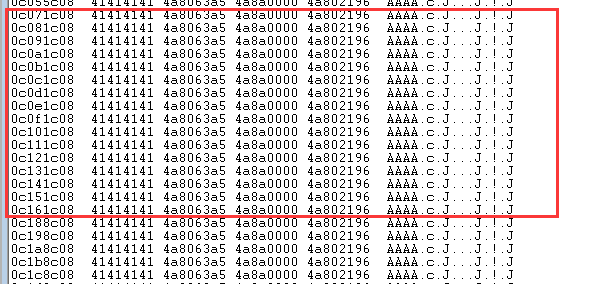 0c055c08 41414141 4a8063a5 4a8a0000 4a802196 AAAA.c.J...J.!.J
0c071c08 41414141 4a8063a5 4a8a0000 4a802196 AAAA.c.J...J.!.J
0c081c08 41414141 4a8063a5 4a8a0000 4a802196 AAAA.c.J...J.!.J
0c091c08 41414141 4a8063a5 4a8a0000 4a802196 AAAA.c.J...J.!.J
0c0a1c08 41414141 4a8063a5 4a8a0000 4a802196 AAAA.c.J...J.!.J
0c0b1c08 41414141 4a8063a5 4a8a0000 4a802196 AAAA.c.J...J.!.J
0c0c1c08 41414141 4a8063a5 4a8a0000 4a802196 AAAA.c.J...J.!.J
0c0d1c08 41414141 4a8063a5 4a8a0000 4a802196 AAAA.c.J...J.!.J
0c0e1c08 41414141 4a8063a5 4a8a0000 4a802196 AAAA.c.J...J.!.J
0c0f1c08 41414141 4a8063a5 4a8a0000 4a802196 AAAA.c.J...J.!.J
0c101c08 41414141 4a8063a5 4a8a0000 4a802196 AAAA.c.J...J.!.J
0c111c08 41414141 4a8063a5 4a8a0000 4a802196 AAAA.c.J...J.!.J
0c121c08 41414141 4a8063a5 4a8a0000 4a802196 AAAA.c.J...J.!.J
0c131c08 41414141 4a8063a5 4a8a0000 4a802196 AAAA.c.J...J.!.J
0c141c08 41414141 4a8063a5 4a8a0000 4a802196 AAAA.c.J...J.!.J
0c151c08 41414141 4a8063a5 4a8a0000 4a802196 AAAA.c.J...J.!.J
0c161c08 41414141 4a8063a5 4a8a0000 4a802196 AAAA.c.J...J.!.J
0c188c08 41414141 4a8063a5 4a8a0000 4a802196 AAAA.c.J...J.!.J
0c198c08 41414141 4a8063a5 4a8a0000 4a802196 AAAA.c.J...J.!.J
0c1a8c08 41414141 4a8063a5 4a8a0000 4a802196 AAAA.c.J...J.!.J
0c1b8c08 41414141 4a8063a5 4a8a0000 4a802196 AAAA.c.J...J.!.J
0c1c8c08 41414141 4a8063a5 4a8a0000 4a802196 AAAA.c.J...J.!.J